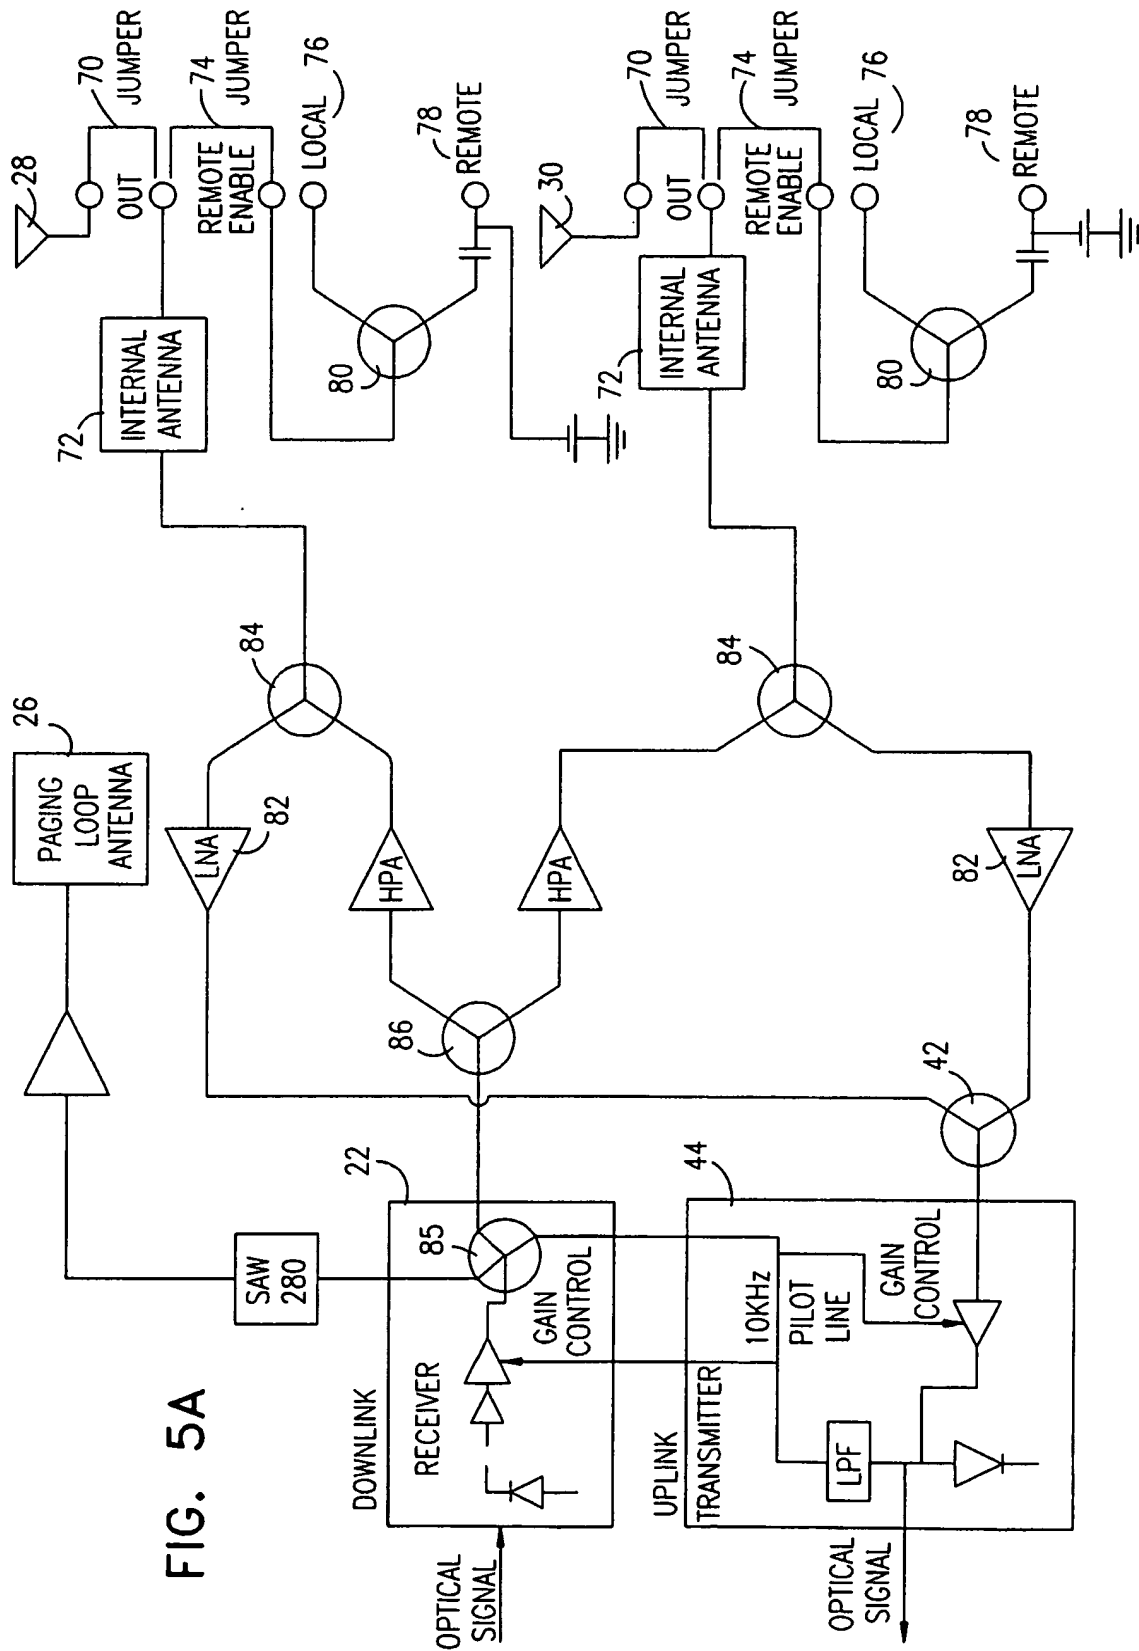 FIG. 5A
OPTICAL
SIGNAL
DOWNLINK
RECEIVER
GAIN
CONTROL
22
85
SAW
280
PAGING
LOOP
ANTENNA
26
86
LNA
82
HPA
HPA
84
72
INTERNAL
ANTENNA
28
70
JUMPER
OUT
74
JUMPER
REMOTE
ENABLE
LOCAL
76
80
78
REMOTE
OPTICAL
SIGNAL
UPLINK
TRANSMITTER
LPF
10KHz
PILOT
LINE
GAIN
CONTROL
44
42
82
LNA
84
72
INTERNAL
ANTENNA
30
70
JUMPER
OUT
74
JUMPER
REMOTE
ENABLE
LOCAL
76
80
78
REMOTE